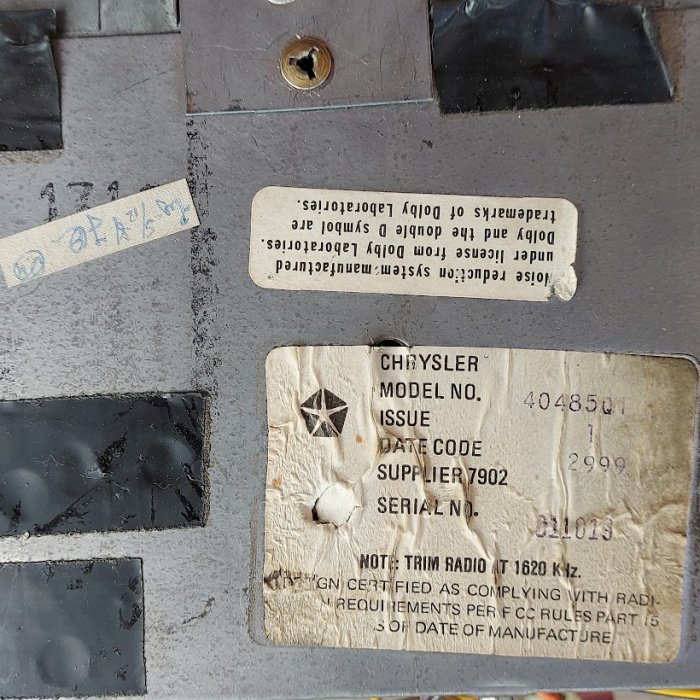 Noise reduction system manufactured
under license from Dolby Laboratories.
Dolby and the double D symbol are
trademarks of Dolby Laboratories.
CHRYSLER
MODEL NO. 4048501
ISSUE 1
DATE CODE 2999
SUPPLIER 7902
SERIAL NO. 011013
NOTE: TRIM RADIO AT 1620 KHz.
CERTIFIED AS COMPLYING WITH RADI-
REQUIREMENTS PER FCC RULES PART 15
OF DATE OF MANUFACTURE